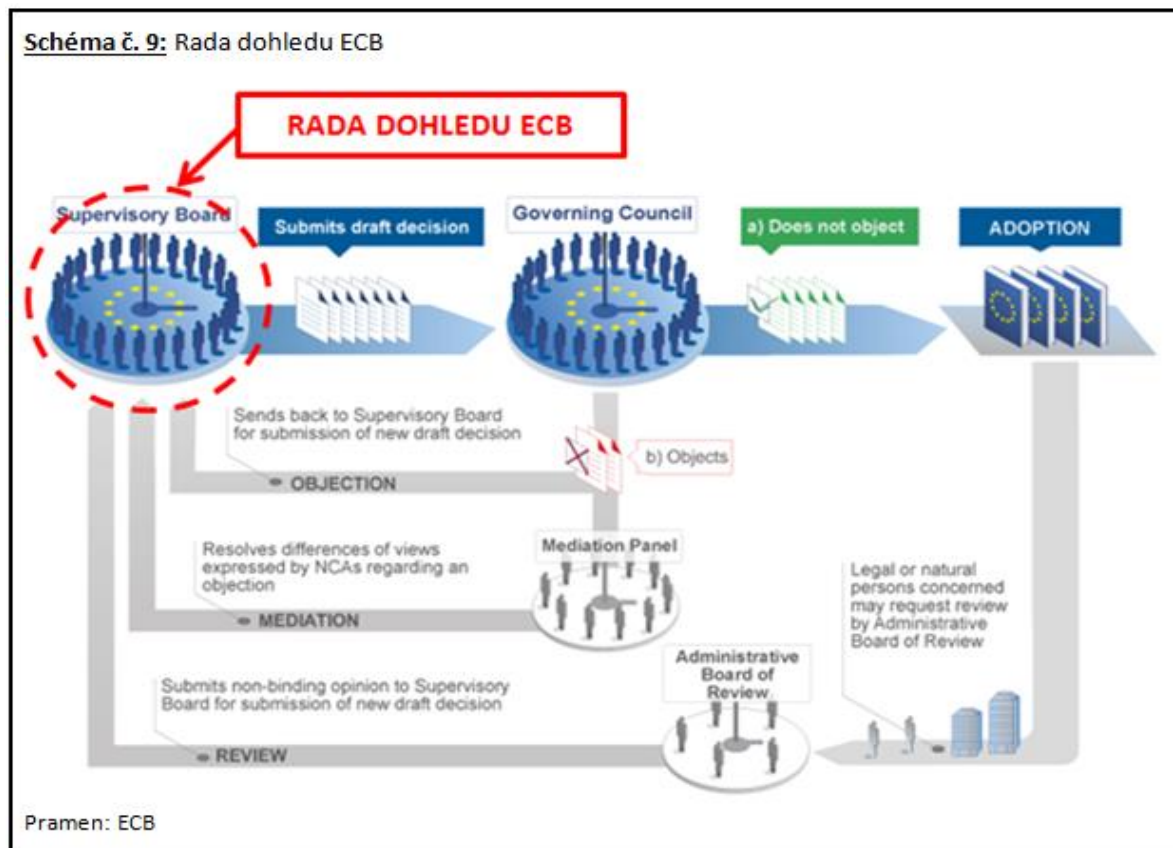 Schéma č. 9: Rada dohledu ECB
RADA DOHLEDU ECB
Supervisory Board
Submits draft decision
Governing Council
a) Does not object
ADOPTION
Sends back to Supervisory Board
for submission of new draft decision
OBJECTION
b) Objects
Resolves differences of views
expressed by NCAs regarding an
objection
MEDIATION
Mediation Panel
Legal or natural
persons concerned
may request review
by Administrative
Board of Review
Administrative
Board of
Review
Submits non-binding opinion to Supervisory
Board for submission of new draft decision
REVIEW
Pramen: ECB